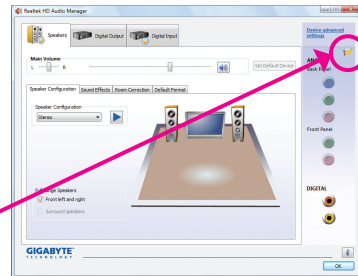 Realtek HD Audio Manager
Speakers
Digital Output
Digital Input
Device advanced
settings
Main Volume
L
R
Set Default Device
ANA
Back Panel
Speaker Configuration
Sound Effects
Room Correction
Default Format
Speaker Configuration
Stereo
Front Panel
Speakers
Front left and right
Surround speakers
DIGITAL
GIGABYTE
TECHNOLOGY
i
OK